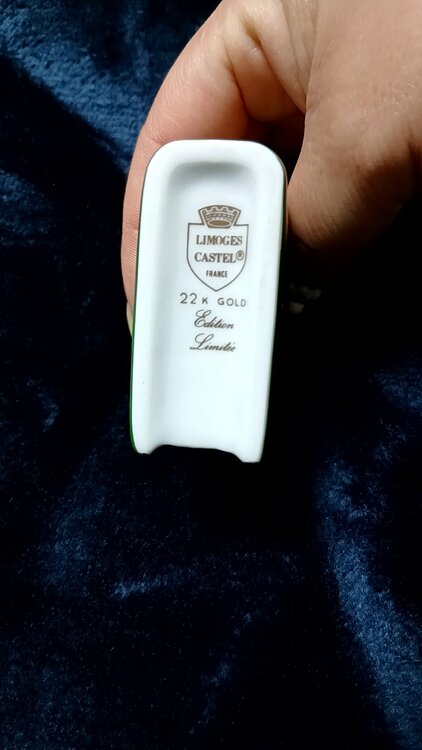 LIMOGES
CASTEL®
FRANCE
22 K GOLD
Edition
Limitée